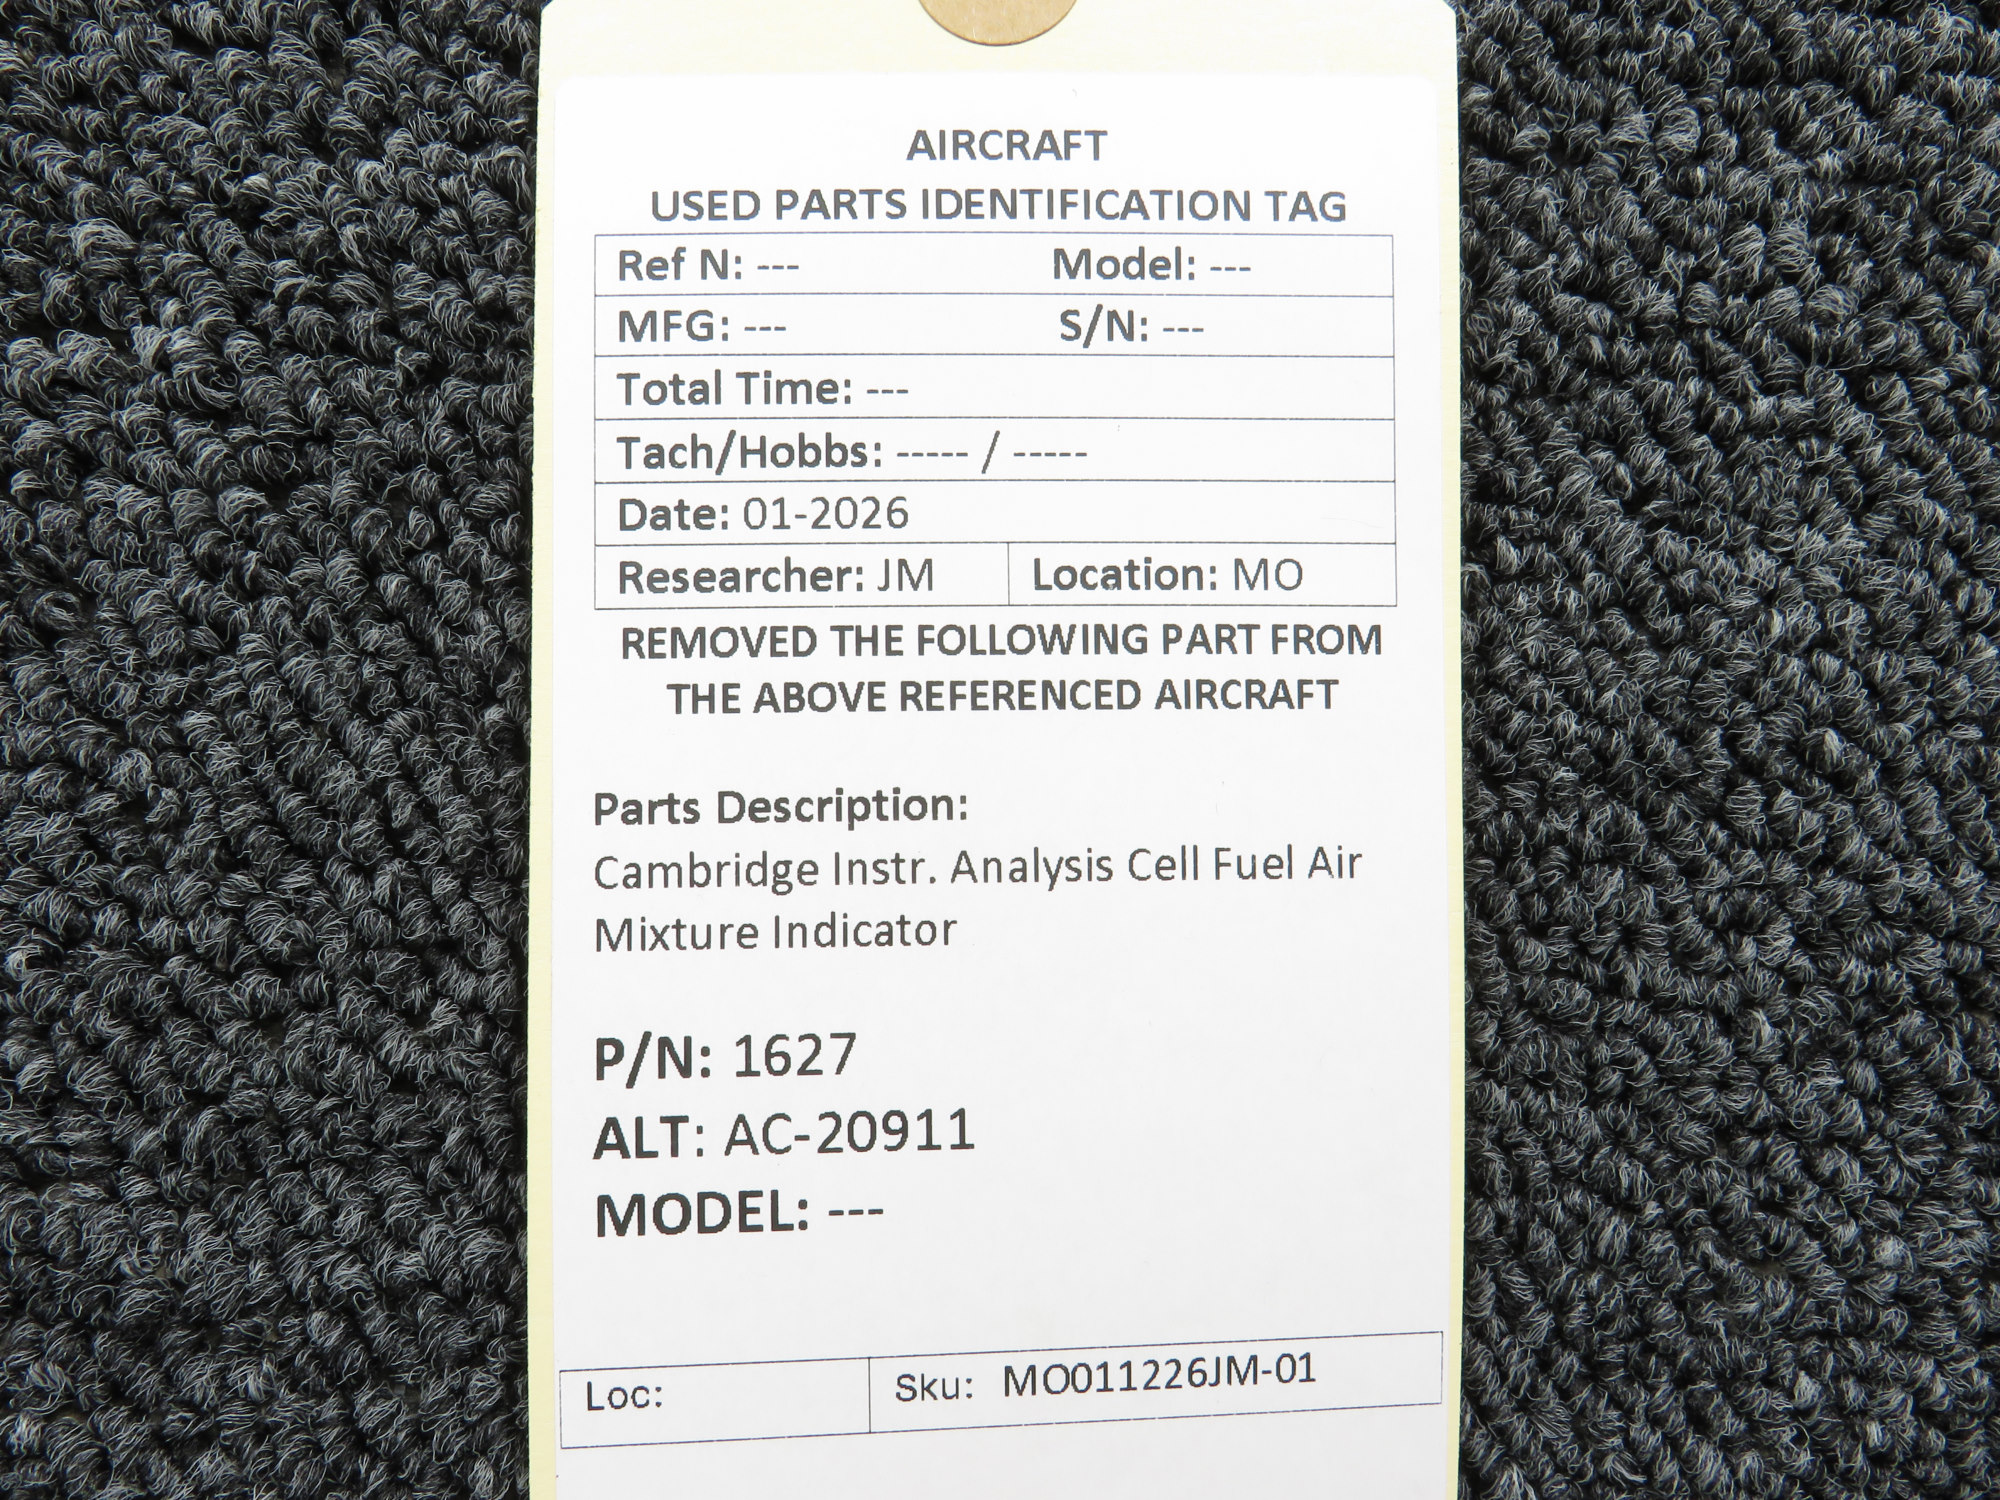 AIRCRAFT
USED PARTS IDENTIFICATION TAG
Ref N: --- Model: ---
MFG: --- S/N: ---
Total Time: ---
Tach/Hobbs: ----- / -----
Date: 01-2026
Researcher: JM Location: MO
REMOVED THE FOLLOWING PART FROM
THE ABOVE REFERENCED AIRCRAFT
Parts Description:
Cambridge Instr. Analysis Cell Fuel Air
Mixture Indicator
P/N: 1627
ALT: AC-20911
MODEL: ---
Loc: Sku: MO011226JM-01